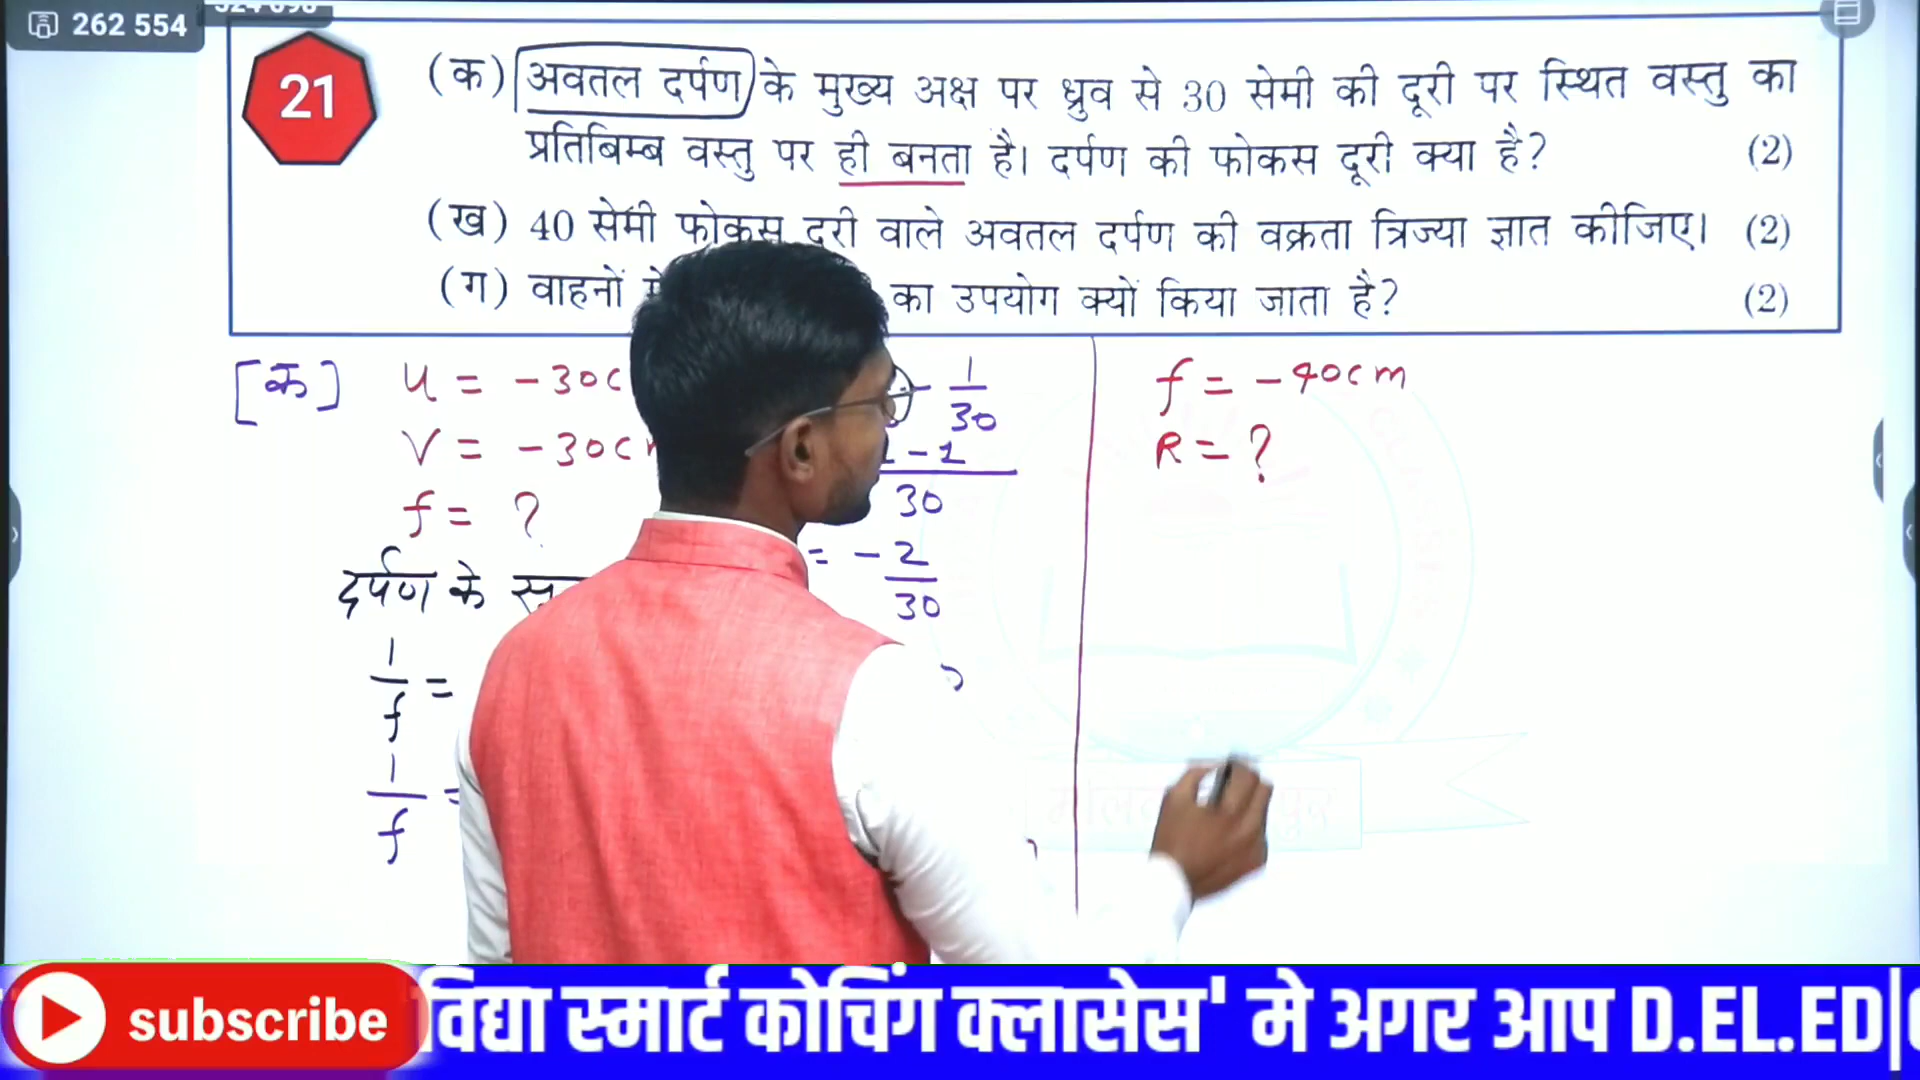 262 554
21
(क) अवतल दर्पण के मुख्य अक्ष पर ध्रुव से 30 सेमी की दूरी पर स्थित वस्तु का
प्रतिबिम्ब वस्तु पर ही बनता है। दर्पण की फोकस दूरी क्या है? (2)
(ख) 40 सेमी फोकस दूरी वाले अवतल दर्पण की वक्रता त्रिज्या ज्ञात कीजिए। (2)
(ग) वाहनों का उपयोग क्यों किया जाता है? (2)
[क] u = -30c
v = -30c
f = ?
दर्पण के
1/f =
1/f =
- 1/30
-1
30
= -2/30
f = -40cm
R = ?
subscribe
विद्या स्मार्ट कोचिंग क्लासेस' मे अगर आप D.EL.ED|